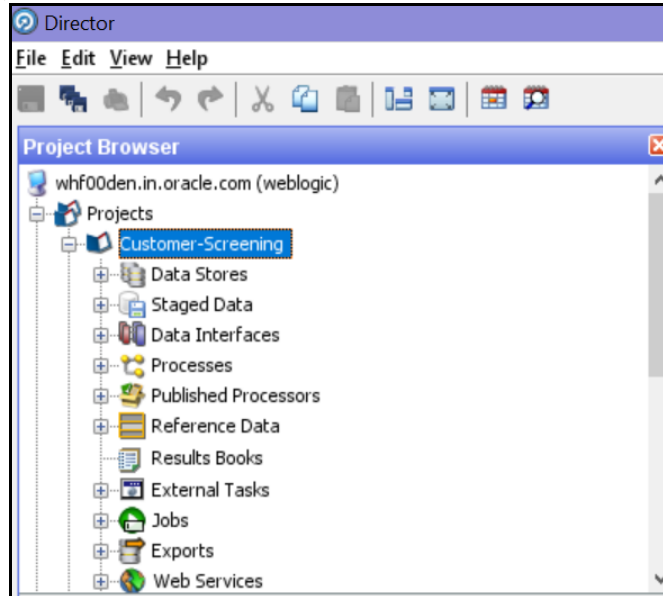 Director
File Edit View Help
Project Browser
whf00den.in.oracle.com (weblogic)
Projects
Customer-Screening
Data Stores
Staged Data
Data Interfaces
Processes
Published Processors
Reference Data
Results Books
External Tasks
Jobs
Exports
Web Services